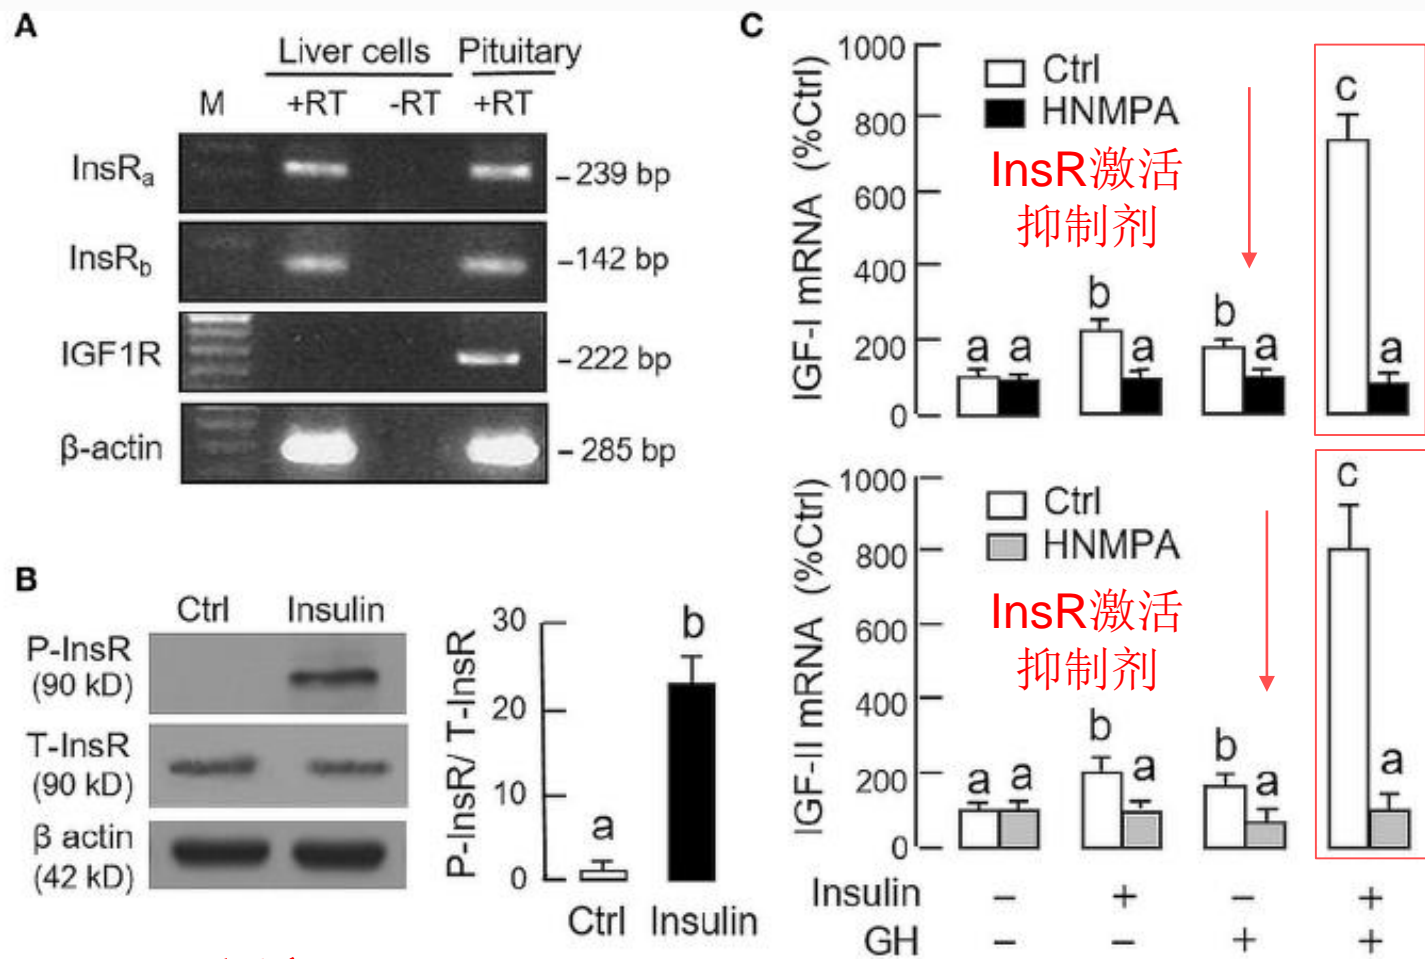 A
Liver cells Pituitary
M +RT -RT +RT
InsRa -239 bp
InsRb -142 bp
IGF1R -222 bp
β-actin - 285 bp
B
Ctrl Insulin
P-InsR
(90 kD)
T-InsR
(90 kD)
β actin
(42 kD)
P-InsR/ T-InsR
30
20
10
0
a
b
Ctrl Insulin
C
IGF-I mRNA (%Ctrl)
1000
800
600
400
200
0
Ctrl
HNMPA
InsR激活
抑制剂
a a b a b a c a
IGF-II mRNA (%Ctrl)
1000
800
600
400
200
0
Ctrl
HNMPA
InsR激活
抑制剂
a a b a b a c a
Insulin – + – +
GH – – + +